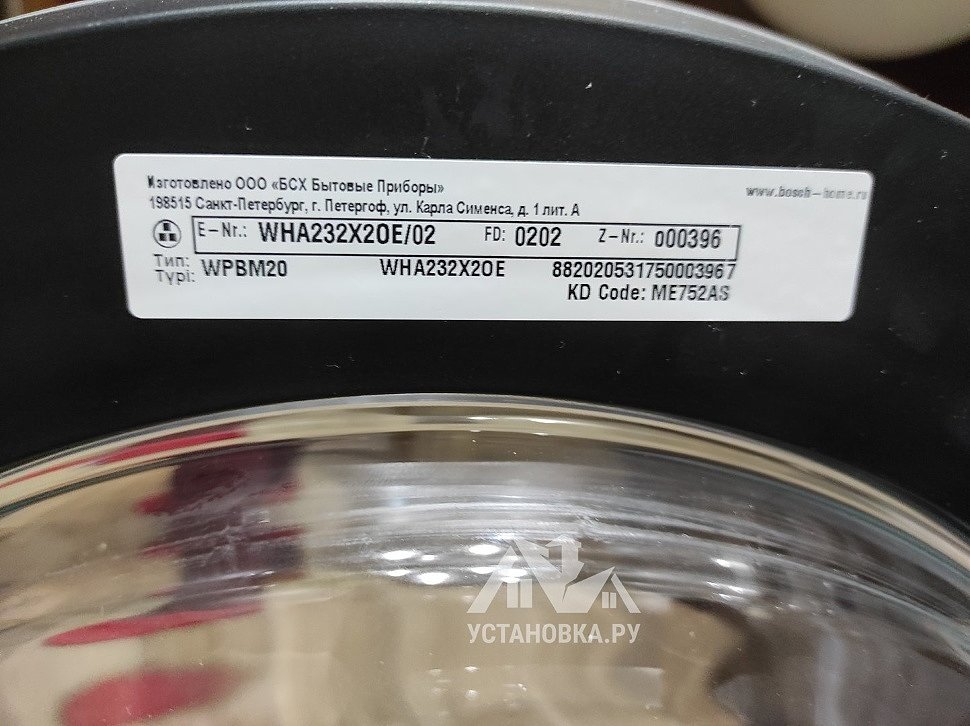 Изготовлено ООО «БСХ Бытовые Приборы»
www.bosch-home.ru
198515 Санкт-Петербург, г. Петергоф, ул. Карла Сименса, д. 1 лит. А
E-Nr.: WHA232X2OE/02 FD: 0202 Z-Nr.: 000396
Тип: WPBM20 WHA232X2OE 882020531750003967
Typi:
KD Code: ME752AS
УСТАНОВКА.РУ